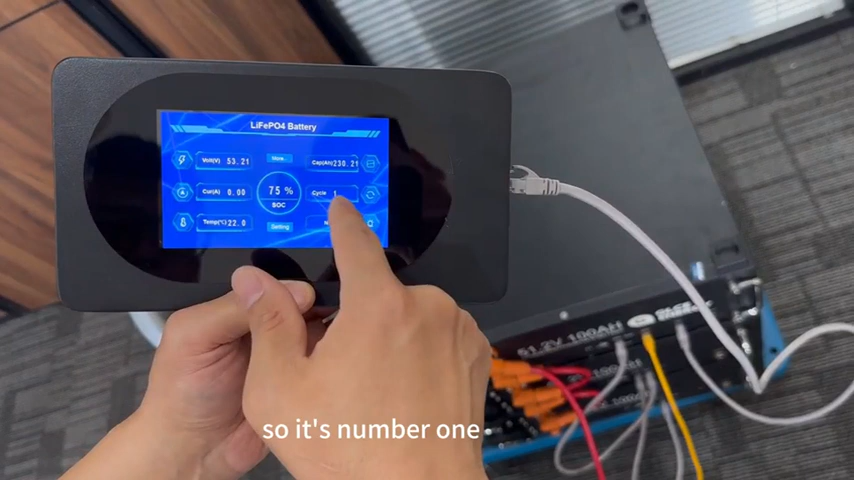 LiFePO4 Battery
Volt(V) 53.21
More
Cap(Ah) 230.21
Cur(A) 0.00
75 %
SOC
Cycle 1
Temp(℃) 22.0
Setting
51.2V 100AH
so it's number one